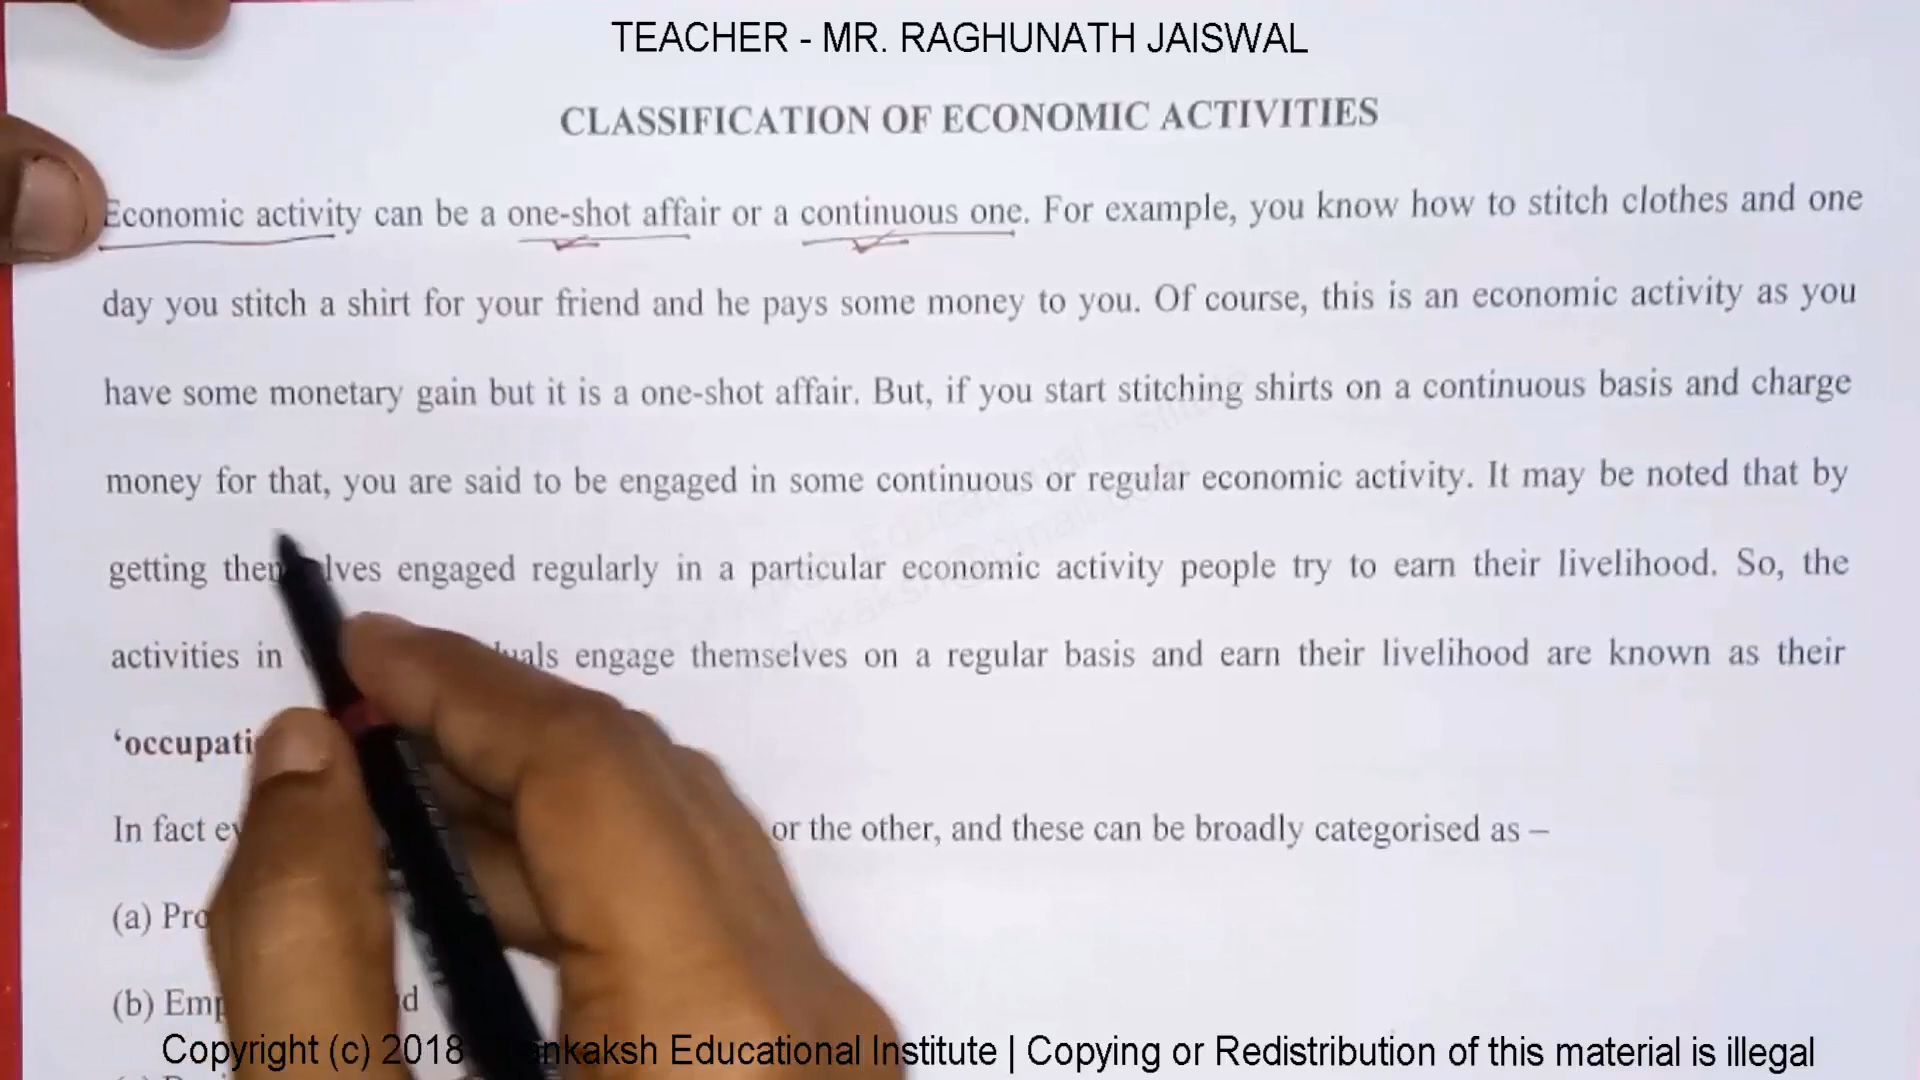 TEACHER - MR. RAGHUNATH JAISWAL
CLASSIFICATION OF ECONOMIC ACTIVITIES
Economic activity can be a one-shot affair or a continuous one. For example, you know how to stitch clothes and one
day you stitch a shirt for your friend and he pays some money to you. Of course, this is an economic activity as you
have some monetary gain but it is a one-shot affair. But, if you start stitching shirts on a continuous basis and charge
money for that, you are said to be engaged in some continuous or regular economic activity. It may be noted that by
getting engaged regularly in a particular economic activity people try to earn their livelihood. So, the
activities in engage themselves on a regular basis and earn their livelihood are known as their
In fact or the other, and these can be broadly categorised as –
(a)
(b)
Copyright (c) 2018 Educational Institute | Copying or Redistribution of this material is illegal